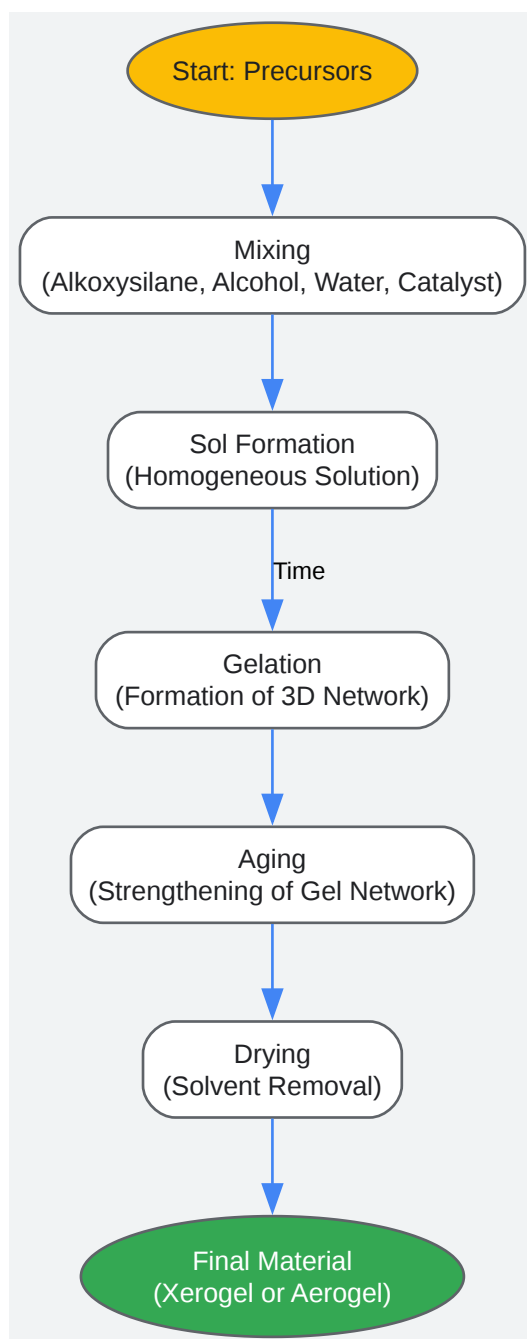 Start: Precursors
Mixing
(Alkoxysilane, Alcohol, Water, Catalyst)
Sol Formation
(Homogeneous Solution)
Time
Gelation
(Formation of 3D Network)
Aging
(Strengthening of Gel Network)
Drying
(Solvent Removal)
Final Material
(Xerogel or Aerogel)